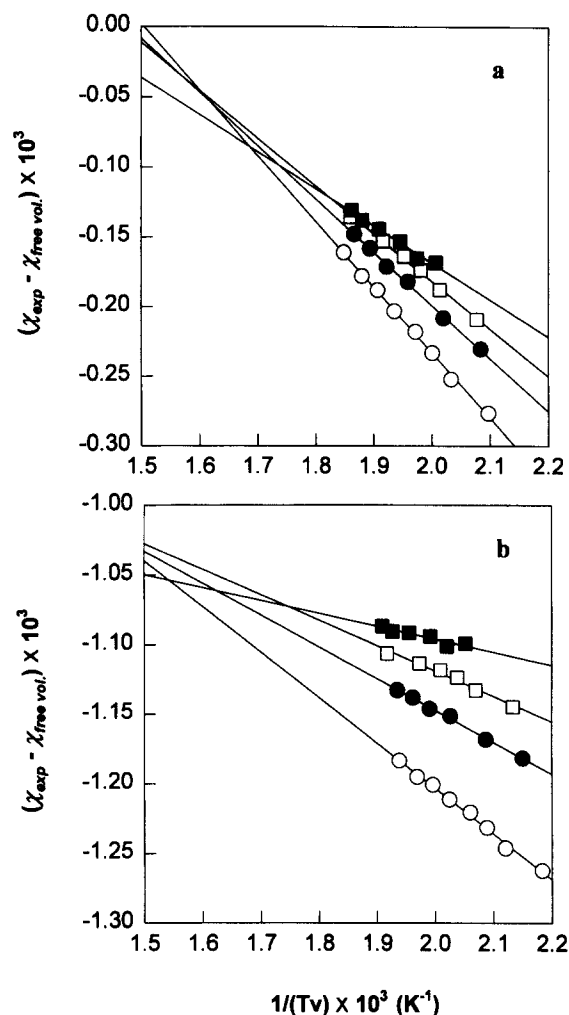 0.00
a
-0.05
-0.10
-0.15
-0.20
-0.25
-0.30
(χexp - χfree vol.) X 10³
1.5 1.6 1.7 1.8 1.9 2.0 2.1 2.2
-1.00
b
-1.05
-1.10
-1.15
-1.20
-1.25
-1.30
(χexp - χfree vol.) X 10³
1.5 1.6 1.7 1.8 1.9 2.0 2.1 2.2
1/(Tv) X 10³ (K⁻¹)